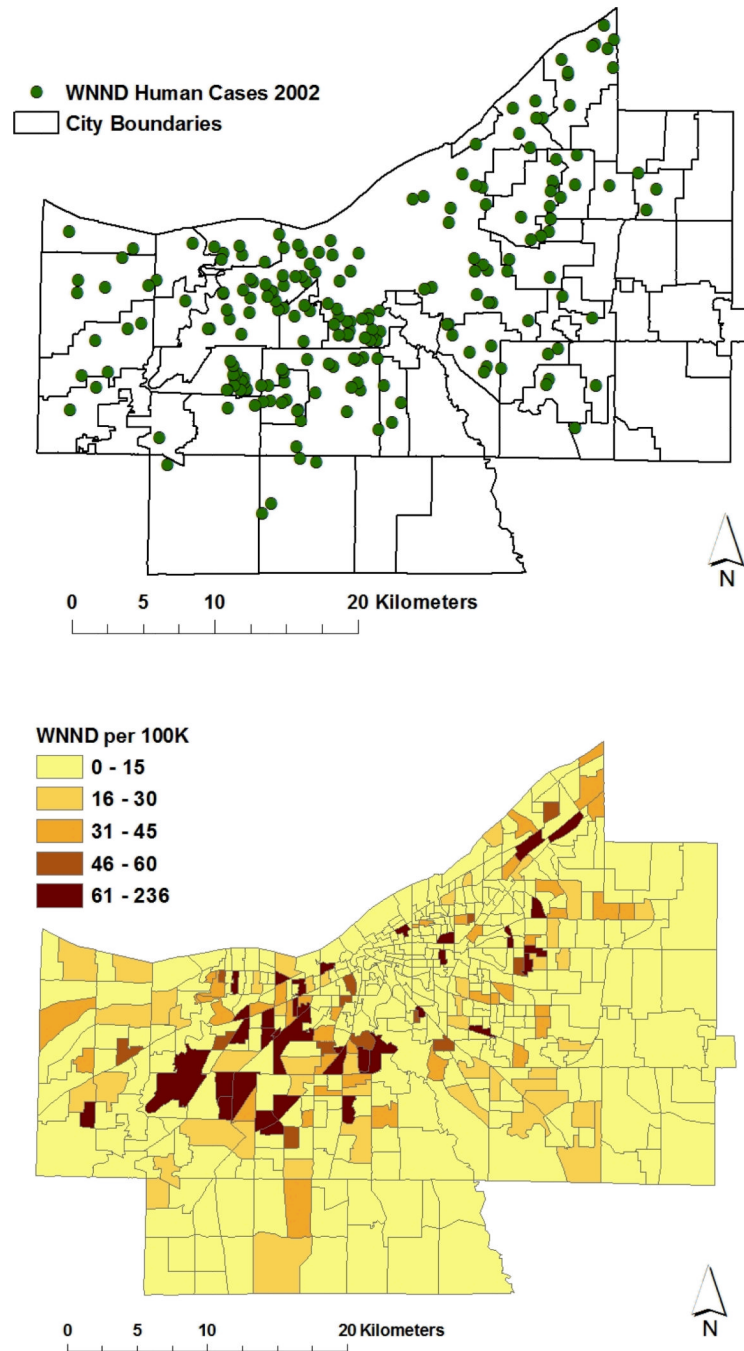 WNND Human Cases 2002
City Boundaries
N
0 5 10 20 Kilometers
WNND per 100K
0 - 15
16 - 30
31 - 45
46 - 60
61 - 236
N
0 5 10 20 Kilometers